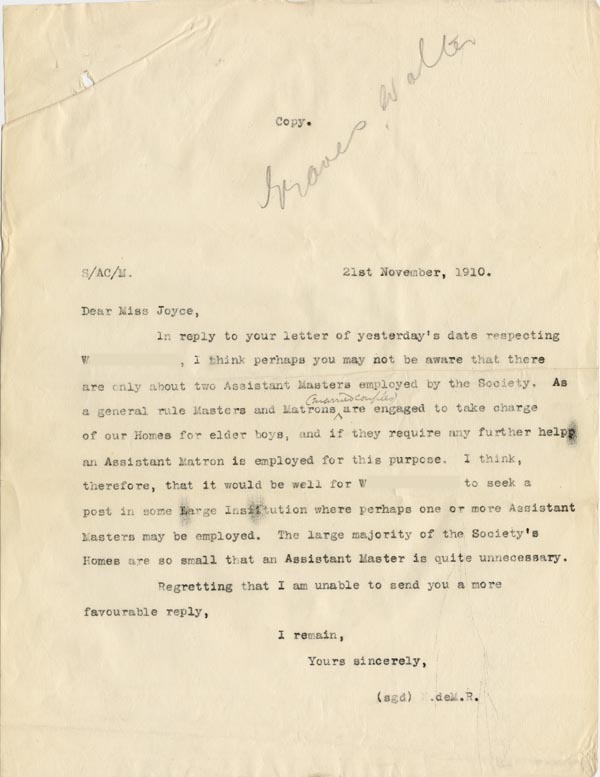 Graves, Walter
Copy.
S/AC/M. 21st November, 1910.
Dear Miss Joyce,
In reply to your letter of yesterday's date respecting
W , I think perhaps you may not be aware that there
are only about two Assistant Masters employed by the Society. As
(married couples)
a general rule Masters and Matrons are engaged to take charge
of our Homes for elder boys, and if they require any further help,
an Assistant Matron is employed for this purpose. I think,
therefore, that it would be well for W to seek a
post in some Large Institution where perhaps one or more Assistant
Masters may be employed. The large majority of the Society's
Homes are so small that an Assistant Master is quite unnecessary.
Regretting that I am unable to send you a more
favourable reply,
I remain,
Yours sincerely,
(sgd) .deM.R.